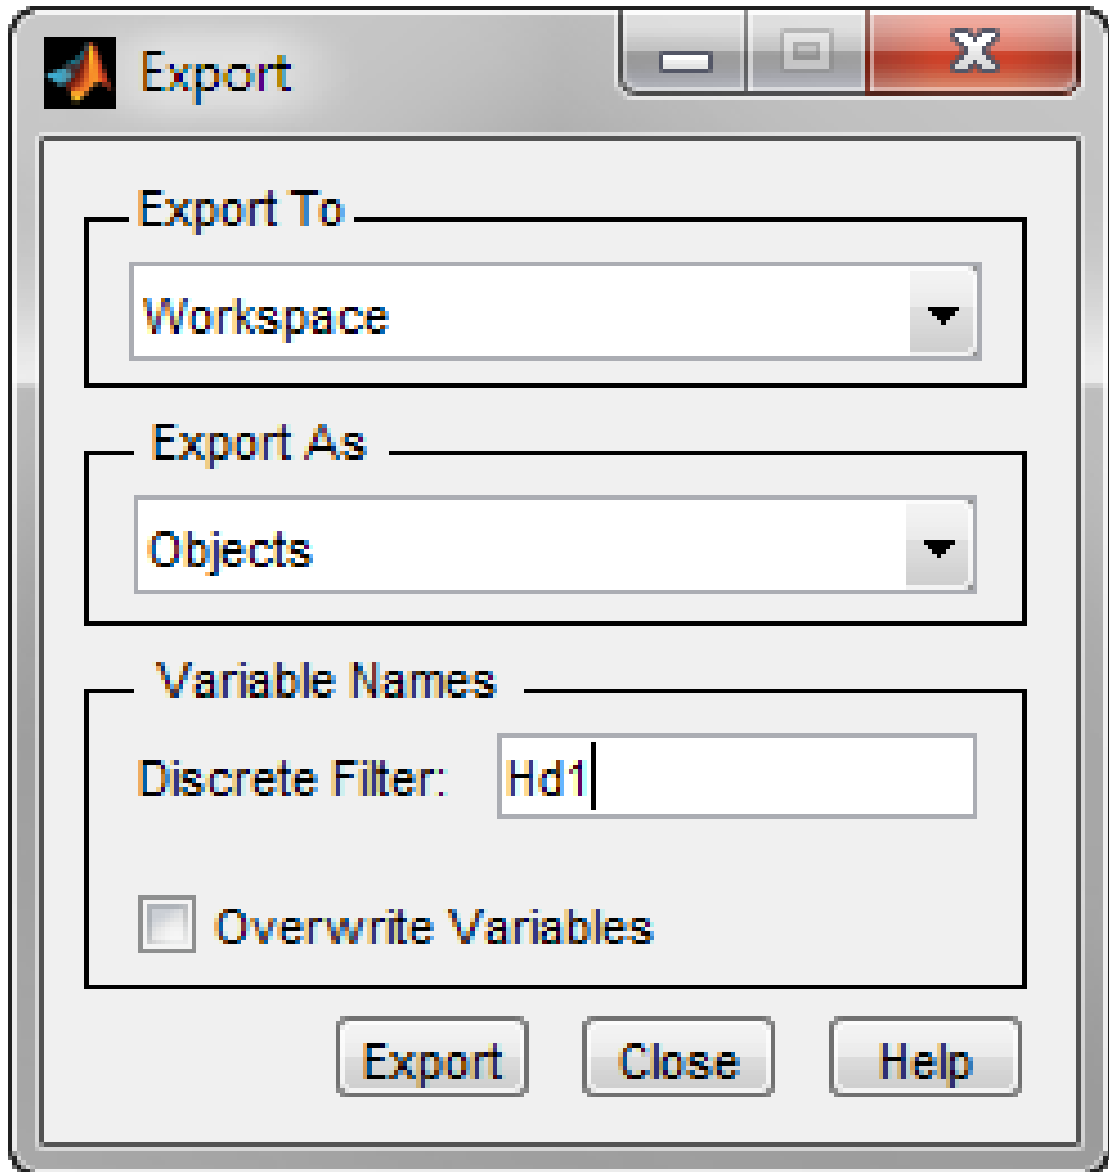 Export
Export To
Workspace
Export As
Objects
Variable Names
Discrete Filter: Hd1
Overwrite Variables
Export Close Help